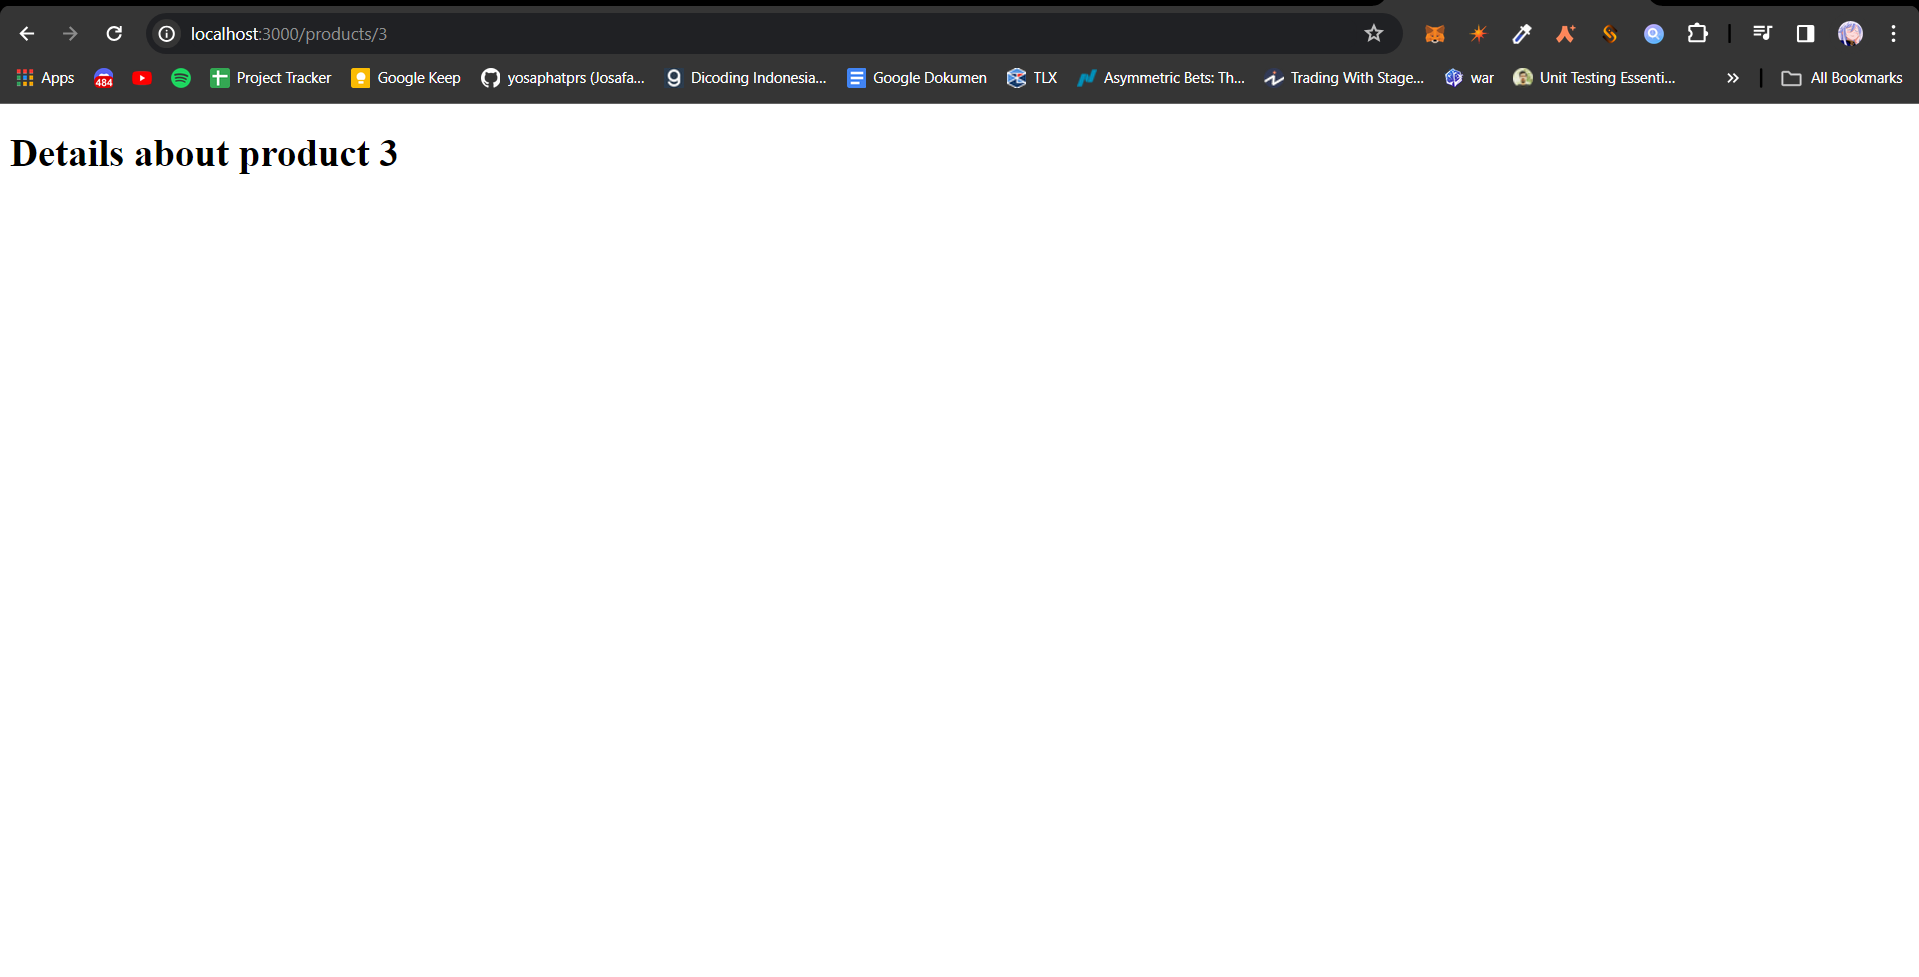 localhost:3000/products/3
Apps 484 Project Tracker Google Keep yosaphatprs (Josafa... Dicoding Indonesia... Google Dokumen TLX Asymmetric Bets: Th... Trading With Stage... war Unit Testing Essenti... » All Bookmarks
Details about product 3